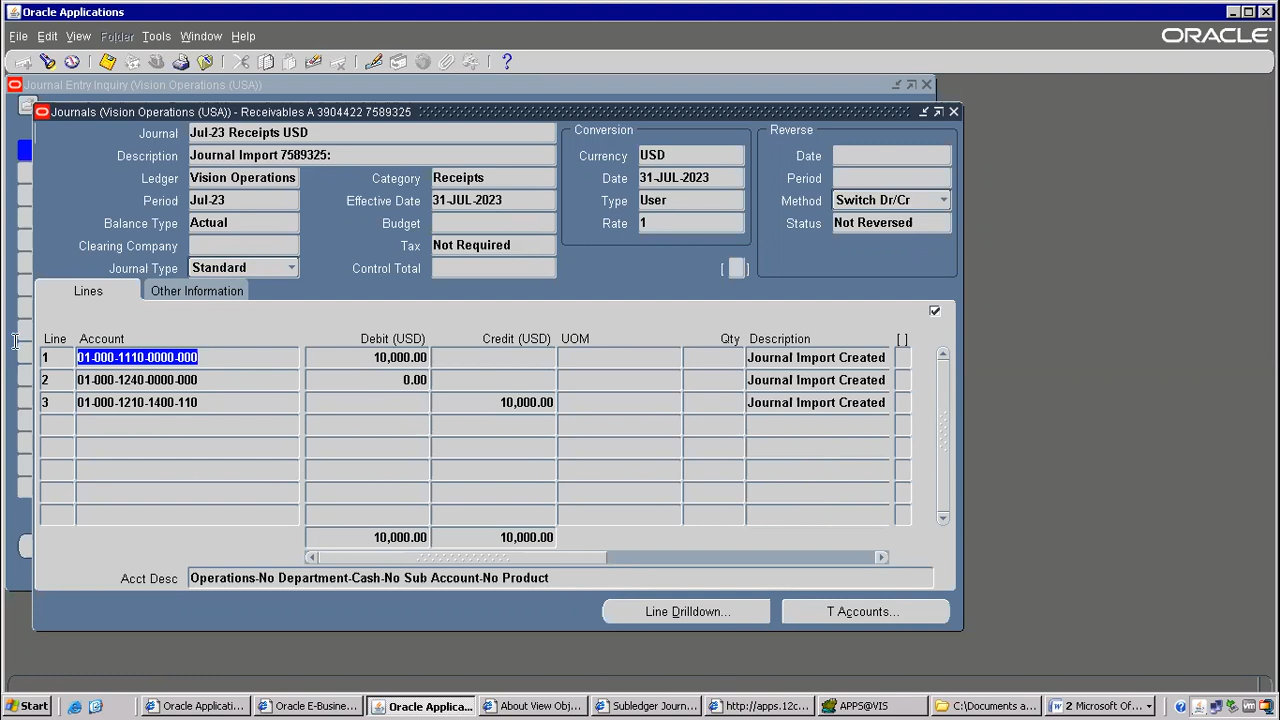 Oracle Applications
File Edit View Folder Tools Window Help
ORACLE
Journal Entry Inquiry (Vision Operations (USA))
Journals (Vision Operations (USA)) - Receivables A 3904422 7589325
Journal Jul-23 Receipts USD
Description Journal Import 7589325:
Ledger Vision Operations Category Receipts
Period Jul-23 Effective Date 31-JUL-2023
Balance Type Actual Budget
Clearing Company Tax Not Required
Journal Type Standard Control Total
Conversion
Currency USD
Date 31-JUL-2023
Type User
Rate 1
Reverse
Date
Period
Method Switch Dr/Cr
Status Not Reversed
[ ]
Lines Other Information
Line Account Debit (USD) Credit (USD) UOM Qty Description [ ]
1 01-000-1110-0000-000 10,000.00 Journal Import Created
2 01-000-1240-0000-000 0.00 Journal Import Created
3 01-000-1210-1400-110 10,000.00 Journal Import Created
10,000.00 10,000.00
Acct Desc Operations-No Department-Cash-No Sub Account-No Product
Line Drilldown... T Accounts...
Start Oracle Applicati... Oracle E-Busine... Oracle Applica... About View Cg... Subledger Journ... http://apps.12c... APPS@VIS C:\Documents a... 2 Microsoft Of...